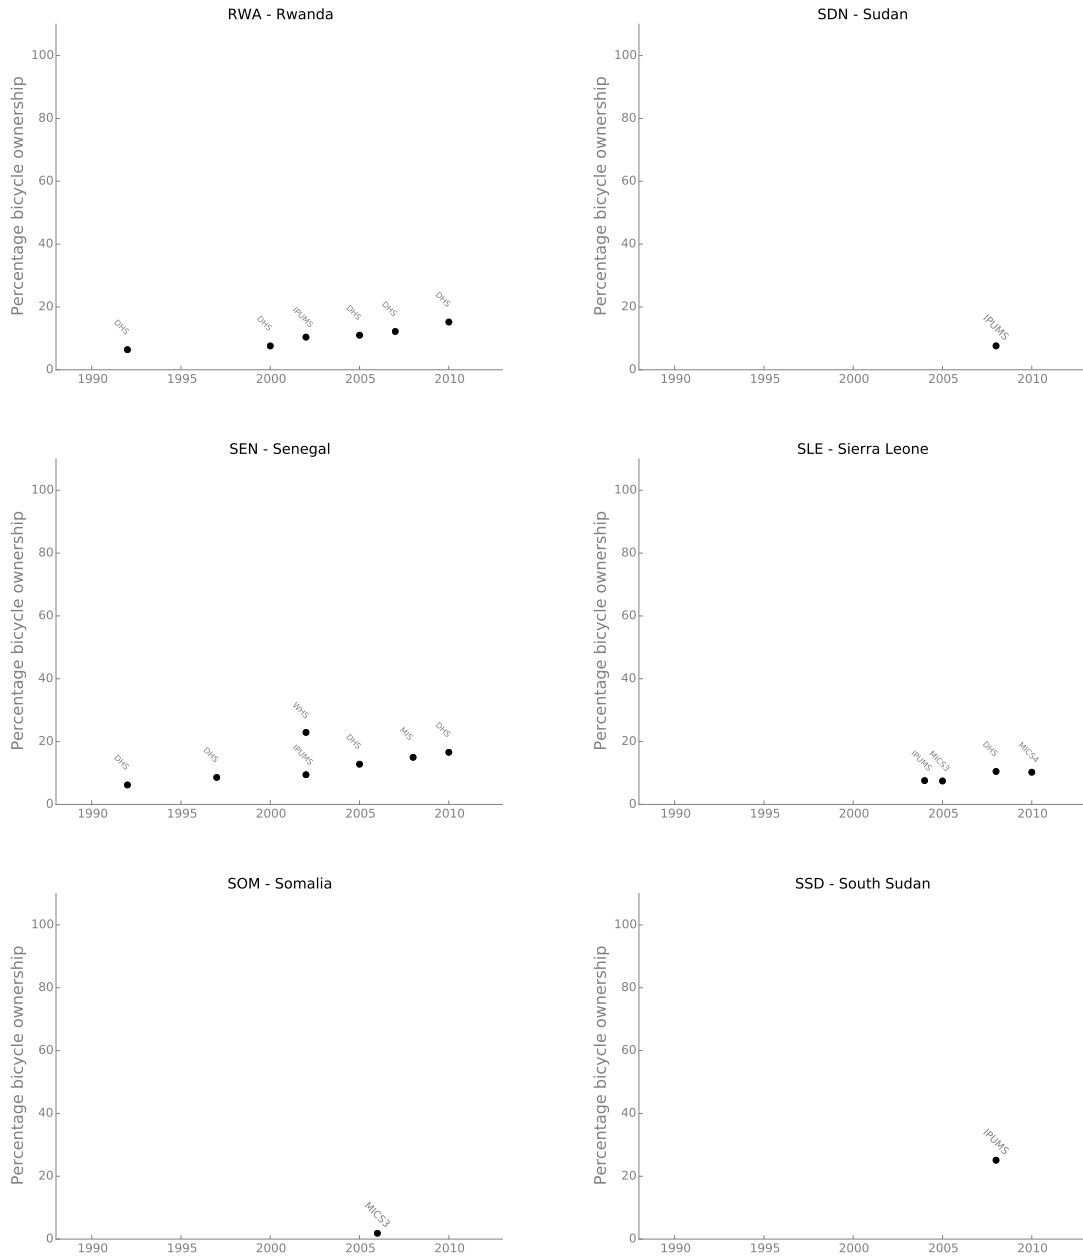 RWA - Rwanda
Percentage bicycle ownership
100
80
60
40
20
0
DHS
DHS
IPUMS
DHS
DHS
DHS
1990 1995 2000 2005 2010
SDN - Sudan
Percentage bicycle ownership
100
80
60
40
20
0
IPUMS
1990 1995 2000 2005 2010
SEN - Senegal
Percentage bicycle ownership
100
80
60
40
20
0
DHS
DHS
WHS
IPUMS
DHS
MIS
DHS
1990 1995 2000 2005 2010
SLE - Sierra Leone
Percentage bicycle ownership
100
80
60
40
20
0
IPUMS
MICS3
DHS
MICS4
1990 1995 2000 2005 2010
SOM - Somalia
Percentage bicycle ownership
100
80
60
40
20
0
MICS3
1990 1995 2000 2005 2010
SSD - South Sudan
Percentage bicycle ownership
100
80
60
40
20
0
IPUMS
1990 1995 2000 2005 2010